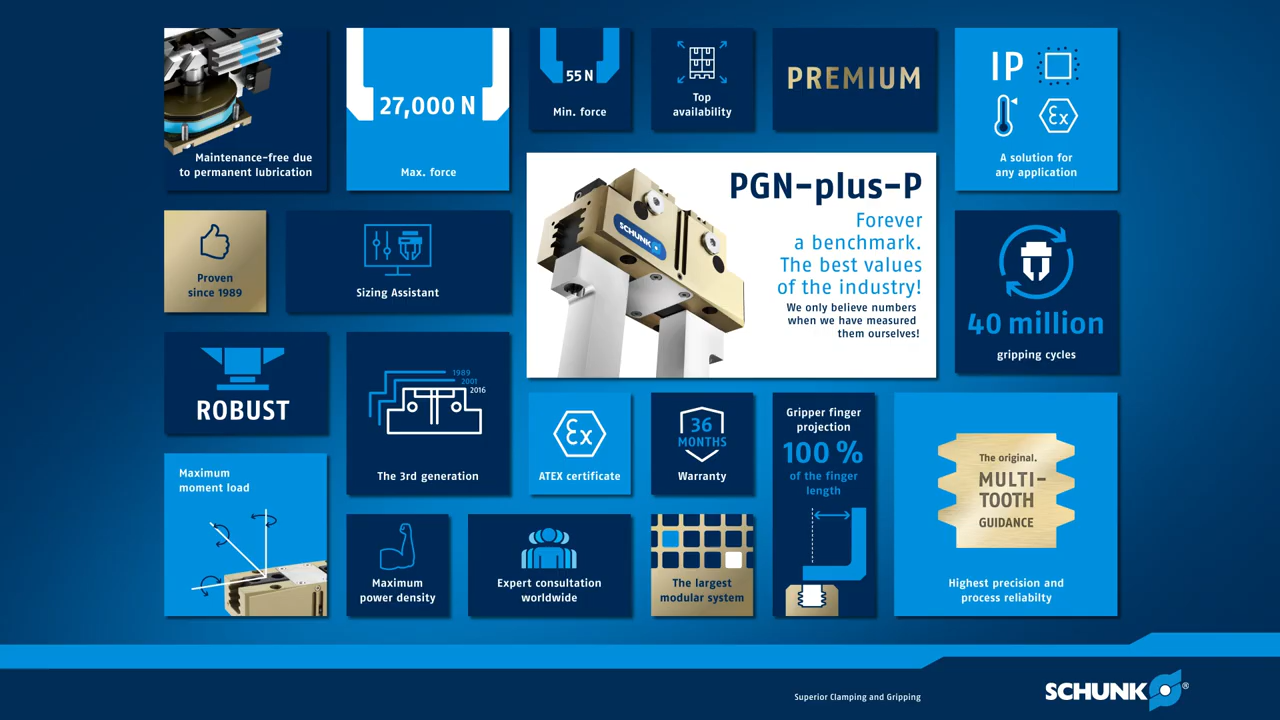 Maintenance-free due
to permanent lubrication
27,000 N
Max. force
55 N
Min. force
Top
availability
PREMIUM
IP
Ex
A solution for
any application
PGN-plus-P
Forever
a benchmark.
The best values
of the industry!
We only believe numbers
when we have measured
them ourselves!
SCHUNK
Proven
since 1989
Sizing Assistant
40 million
gripping cycles
ROBUST
1989
2001
2016
The 3rd generation
Ex
ATEX certificate
36
MONTHS
Warranty
Gripper finger
projection
100 %
of the finger
length
The original.
MULTI-
TOOTH
GUIDANCE
Highest precision and
process reliabilty
Maximum
moment load
Maximum
power density
Expert consultation
worldwide
The largest
modular system
Superior Clamping and Gripping
SCHUNK ®